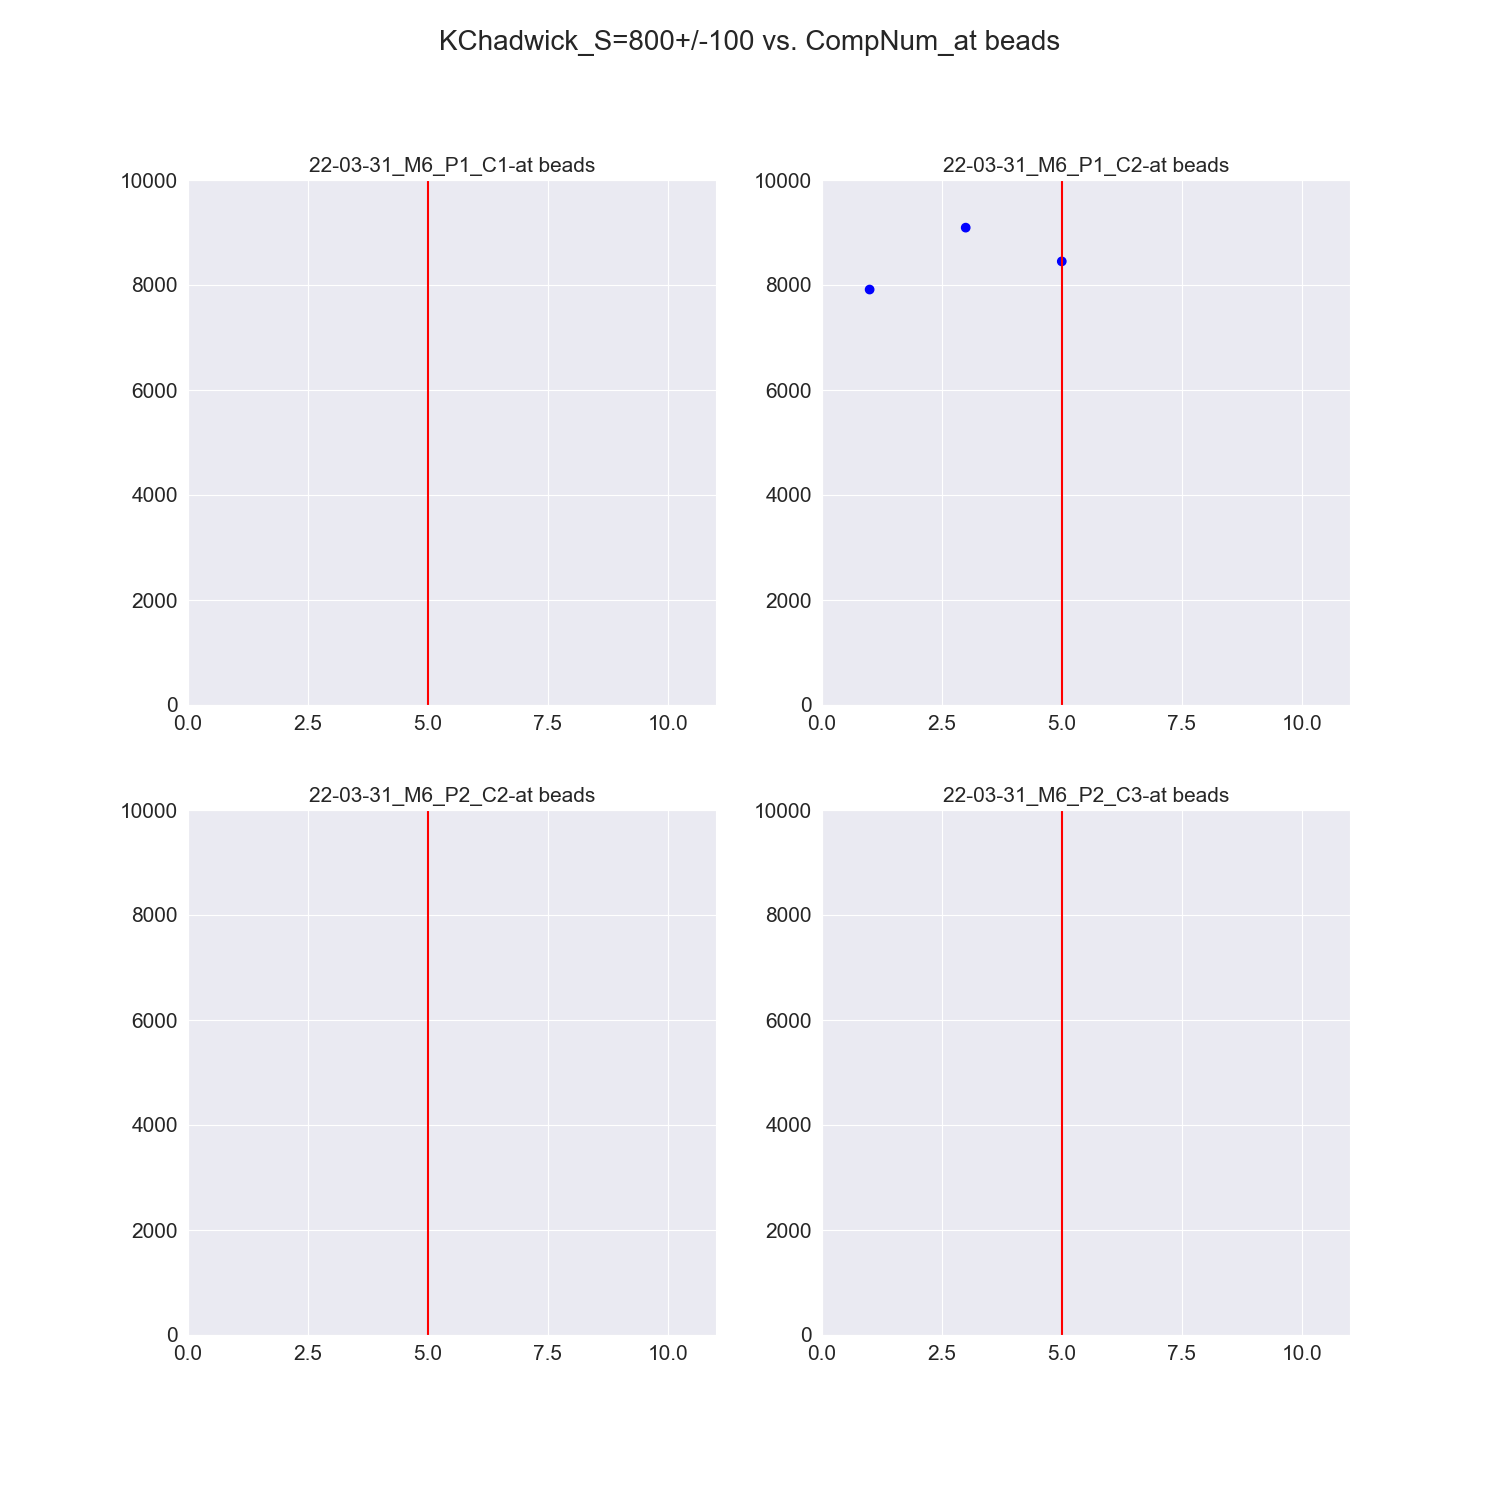 KChadwick_S=800+/-100 vs. CompNum_at beads
22-03-31_M6_P1_C1-at beads
10000
8000
6000
4000
2000
0
0.0 2.5 5.0 7.5 10.0
22-03-31_M6_P1_C2-at beads
10000
8000
6000
4000
2000
0
0.0 2.5 5.0 7.5 10.0
22-03-31_M6_P2_C2-at beads
10000
8000
6000
4000
2000
0
0.0 2.5 5.0 7.5 10.0
22-03-31_M6_P2_C3-at beads
10000
8000
6000
4000
2000
0
0.0 2.5 5.0 7.5 10.0